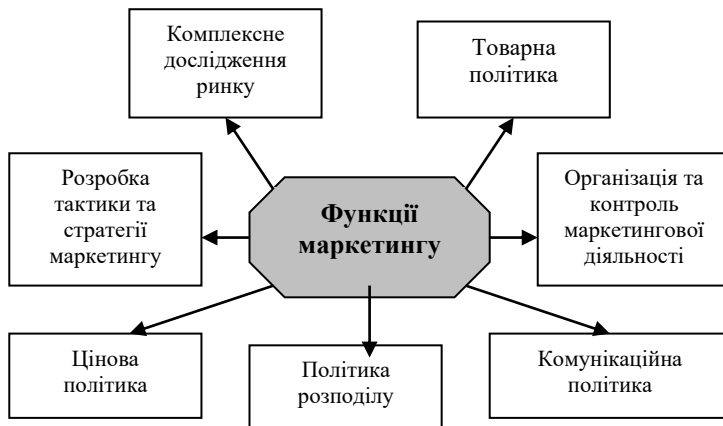 Комплексне
дослідження
ринку
Товарна
політика
Розробка
тактики та
стратегії
маркетингу
Функції
маркетингу
Організація та
контроль
маркетингової
діяльності
Цінова
політика
Політика
розподілу
Комунікаційна
політика